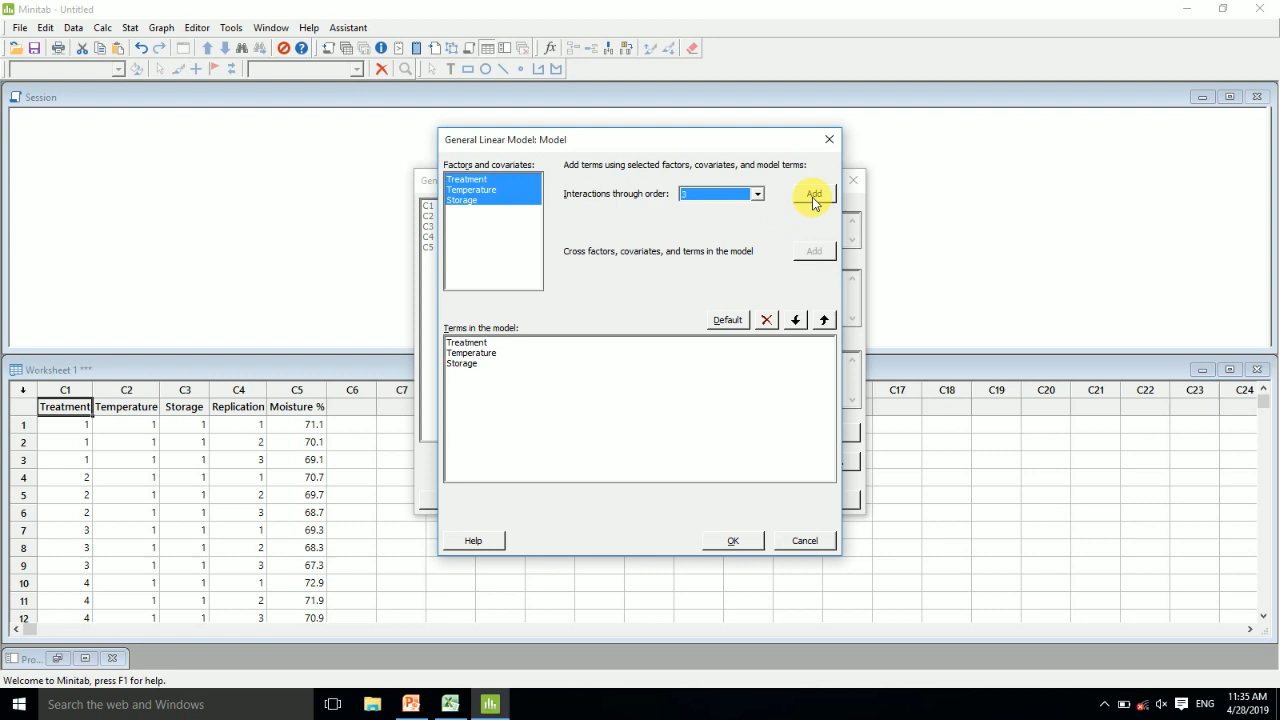 Minitab - Untitled
File Edit Data Calc Stat Graph Editor Tools Window Help Assistant
Session
General Linear Model: Model
Factors and covariates:
Add terms using selected factors, covariates, and model terms:
Treatment
Temperature
Storage
Interactions through order: 3 Add
Cross factors, covariates, and terms in the model Add
C1
C2
C3
C4
C5
Default
Terms in the model:
Treatment
Temperature
Storage
Help OK Cancel
Worksheet 1 ***
C1 C2 C3 C4 C5 C6 C7 C17 C18 C19 C20 C21 C22 C23 C24
Treatment Temperature Storage Replication Moisture %
1 1 1 1 1 71.1
2 1 1 1 2 70.1
3 1 1 1 3 69.1
4 2 1 1 1 70.7
5 2 1 1 2 69.7
6 2 1 1 3 68.7
7 3 1 1 1 69.3
8 3 1 1 2 68.3
9 3 1 1 3 67.3
10 4 1 1 1 72.9
11 4 1 1 2 71.9
12 4 1 1 3 70.9
Pro...
Welcome to Minitab, press F1 for help.
Search the web and Windows
ENG
11:35 AM
4/28/2019